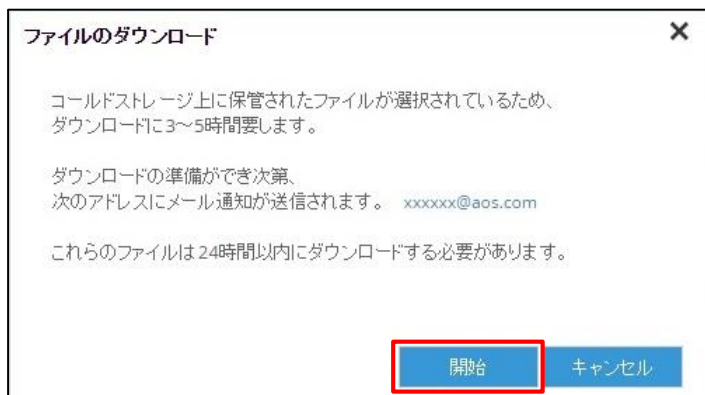 ファイルのダウンロード
コールドストレージ上に保管されたファイルが選択されているため、
ダウンロードに3～5時間要します。
ダウンロードの準備ができ次第、
次のアドレスにメール通知が送信されます。 xxxxxx@aos.com
これらのファイルは24時間以内にダウンロードする必要があります。
開始 キャンセル